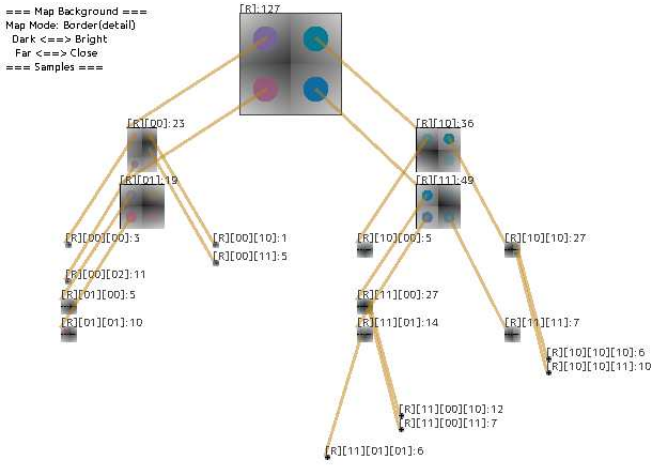 === Map Background ===
Map Mode: Border(detail)
Dark <==> Bright
Far <==> Close
=== Samples ===
[R]:127
[R][00]:23
[R][10]:36
[R][01]:19
[R][11]:49
[R][00][00]:3
[R][00][10]:1
[R][10][00]:5
[R][10][10]:27
[R][00][11]:5
[R][00][02]:11
[R][01][00]:5
[R][11][00]:27
[R][01][01]:10
[R][11][01]:14
[R][11][11]:7
[R][10][10][10]:6
[R][10][10][11]:10
[R][11][00][10]:12
[R][11][00][11]:7
[R][11][01][01]:6